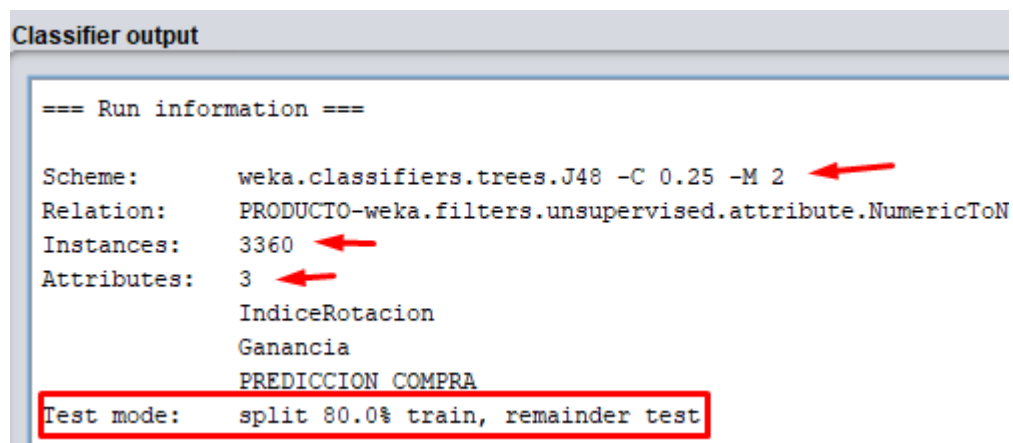 Classifier output
=== Run information ===
Scheme: weka.classifiers.trees.J48 -C 0.25 -M 2
Relation: PRODUCTO-weka.filters.unsupervised.attribute.NumericToN
Instances: 3360
Attributes: 3
IndiceRotacion
Ganancia
PREDICCION COMPRA
Test mode: split 80.0% train, remainder test